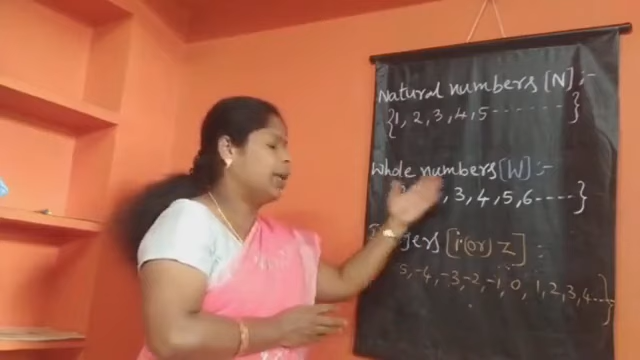 Natural numbers [N] :-
{1, 2, 3, 4, 5 - - - - - - - }
Whole numbers [W] :-
3, 4, 5, 6 - - - - }
[i (or) Z] :
5, -4, -3, -2, -1, 0, 1, 2, 3, 4 - - - }